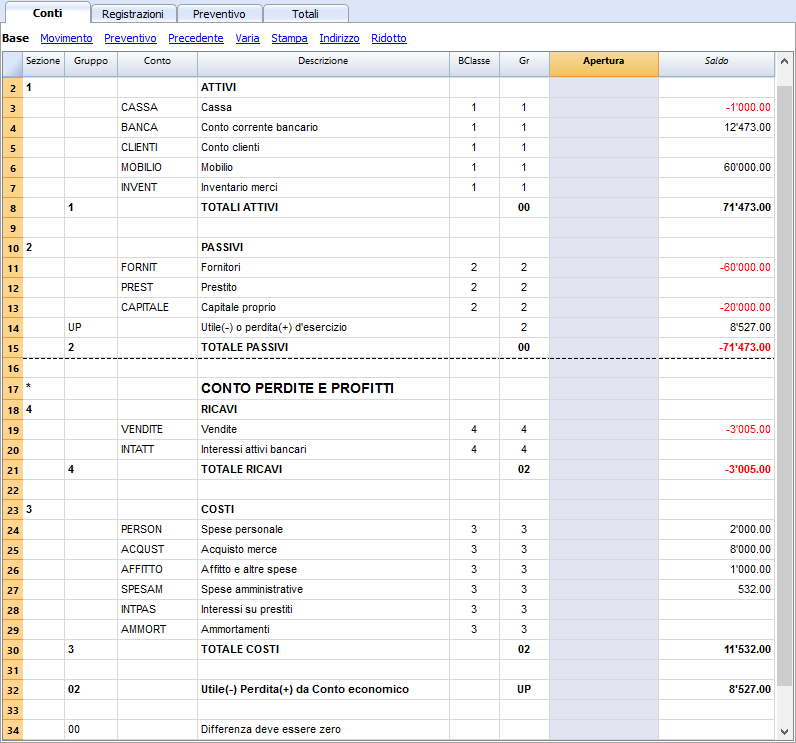 Conti Registrazioni Preventivo Totali
Base Movimento Preventivo Precedente Varia Stampa Indirizzo Ridotto
Sezione Gruppo Conto Descrizione BClasse Gr Apertura Saldo
2 1 ATTIVI
3 CASSA Cassa 1 1 -1'000.00
4 BANCA Conto corrente bancario 1 1 12'473.00
5 CLIENTI Conto clienti 1 1
6 MOBILIO Mobilio 1 1 60'000.00
7 INVENT Inventario merci 1 1
8 1 TOTALI ATTIVI 00 71'473.00
9
10 2 PASSIVI
11 FORNIT Fornitori 2 2 -60'000.00
12 PREST Prestito 2 2
13 CAPITALE Capitale proprio 2 2 -20'000.00
14 UP Utile(-) o perdita(+) d'esercizio 2 8'527.00
15 2 TOTALE PASSIVI 00 -71'473.00
16
17 * CONTO PERDITE E PROFITTI
18 4 RICAVI
19 VENDITE Vendite 4 4 -3'005.00
20 INTATT Interessi attivi bancari 4 4
21 4 TOTALE RICAVI 02 -3'005.00
22
23 3 COSTI
24 PERSON Spese personale 3 3 2'000.00
25 ACQUST Acquisto merce 3 3 8'000.00
26 AFFITTO Affitto e altre spese 3 3 1'000.00
27 SPESAM Spese amministrative 3 3 532.00
28 INTPAS Interessi su prestiti 3 3
29 AMMORT Ammortamenti 3 3
30 3 TOTALE COSTI 02 11'532.00
31
32 02 Utile(-) Perdita(+) da Conto economico UP 8'527.00
33
34 00 Differenza deve essere zero